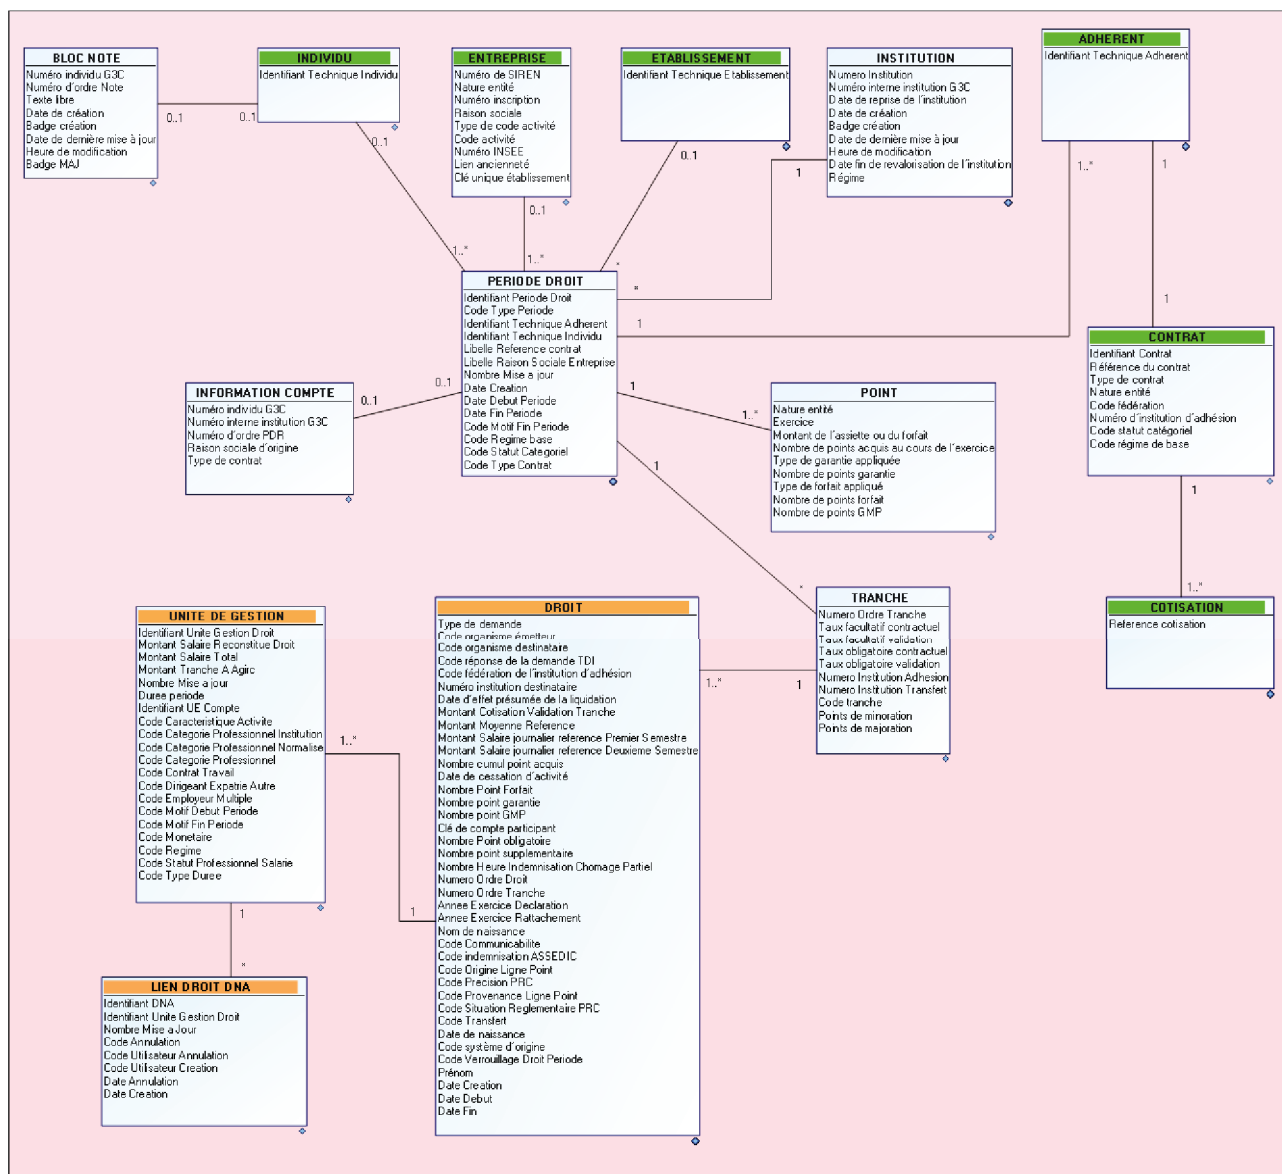 BLOC NOTE
Numéro individu G3C
Numéro d'ordre Note
Texte libre
Date de création
Badge création
Date de dernière mise à jour
Heure de modification
Badge MAJ
0..1
0..1
INDIVIDU
Identifiant Technique Individu
0..1
1..*
ENTREPRISE
Numéro de SIREN
Nature entité
Numéro inscription
Raison sociale
Type de code activité
Code activité
Numéro INSEE
Lien ancienneté
Clé unique établissement
0..1
1..*
ETABLISSEMENT
Identifiant Technique Etablissement
0..1
*
INSTITUTION
Numero Institution
Numéro interne institution G3C
Date de reprise de l'institution
Date de création
Badge création
Date de dernière mise à jour
Heure de modification
Date fin de revalorisation de l'institution
Régime
1
*
ADHERENT
Identifiant Technique Adherent
1..*
1
1
1
PERIODE DROIT
Identifiant Periode Droit
Code Type Periode
Identifiant Technique Adherent
Identifiant Technique Individu
Libelle Reference contrat
Libelle Raison Sociale Entreprise
Nombre Mise a jour
Date Creation
Date Debut Periode
Date Fin Periode
Code Motif Fin Periode
Code Regime base
Code Statut Categoriel
Code Type Contrat
CONTRAT
Identifiant Contrat
Référence du contrat
Type de contrat
Nature entité
Code fédération
Numéro d'institution d'adhésion
Code statut catégoriel
Code régime de base
1
1..*
INFORMATION COMPTE
Numéro individu G3C
Numéro interne institution G3C
Numéro d'ordre PDR
Raison sociale d'origine
Type de contrat
0..1
0..1
POINT
Nature entité
Exercice
Montant de l'assiette ou du forfait
Nombre de points acquis au cours de l'exercice
Type de garantie appliquée
Nombre de points garantie
Type de forfait appliqué
Nombre de points forfait
Nombre de points GMP
1
1..*
1
*
UNITE DE GESTION
Identifiant Unite Gestion Droit
Montant Salaire Reconstitue Droit
Montant Salaire Total
Montant Tranche A Agirc
Nombre Mise a jour
Duree periode
Identifiant UE Compte
Code Caracteristique Activite
Code Categorie Professionnel Institution
Code Categorie Professionnel Normalise
Code Categorie Professionnel
Code Contrat Travail
Code Dirigeant Expatrie Autre
Code Employeur Multiple
Code Motif Debut Periode
Code Motif Fin Periode
Code Monetaire
Code Regime
Code Statut Professionnel Salarie
Code Type Duree
1..*
1
1
*
DROIT
Type de demande
Code organisme émetteur
Code organisme destinataire
Code réponse de la demande TDI
Code fédération de l'institution d'adhésion
Numéro institution destinataire
Date d'effet présumée de la liquidation
Montant Cotisation Validation Tranche
Montant Moyenne Reference
Montant Salaire journalier reference Premier Semestre
Montant Salaire journalier reference Deuxieme Semestre
Nombre cumul point acquis
Date de cessation d'activité
Nombre Point Forfait
Nombre point garantie
Nombre point GMP
Clé de compte participant
Nombre Point obligatoire
Nombre point supplementaire
Nombre Heure Indemnisation Chomage Partiel
Numero Ordre Droit
Numero Ordre Tranche
Annee Exercice Declaration
Annee Exercice Rattachement
Nom de naissance
Code Communicabilite
Code indemnisation ASSEDIC
Code Origine Ligne Point
Code Precision PRC
Code Provenance Ligne Point
Code Situation Reglementaire PRC
Code Transfert
Date de naissance
Code système d'origine
Code Verrouillage Droit Periode
Prénom
Date Creation
Date Debut
Date Fin
1..*
1
TRANCHE
Numero Ordre Tranche
Taux facultatif contractuel
Taux facultatif validation
Taux obligatoire contractuel
Taux obligatoire validation
Numero Institution Adhesion
Numero Institution Transfert
Code tranche
Points de minoration
Points de majoration
COTISATION
Reference cotisation
LIEN DROIT DNA
Identifiant DNA
Identifiant Unite Gestion Droit
Nombre Mise a Jour
Code Annulation
Code Utilisateur Annulation
Code Utilisateur Creation
Date Annulation
Date Creation